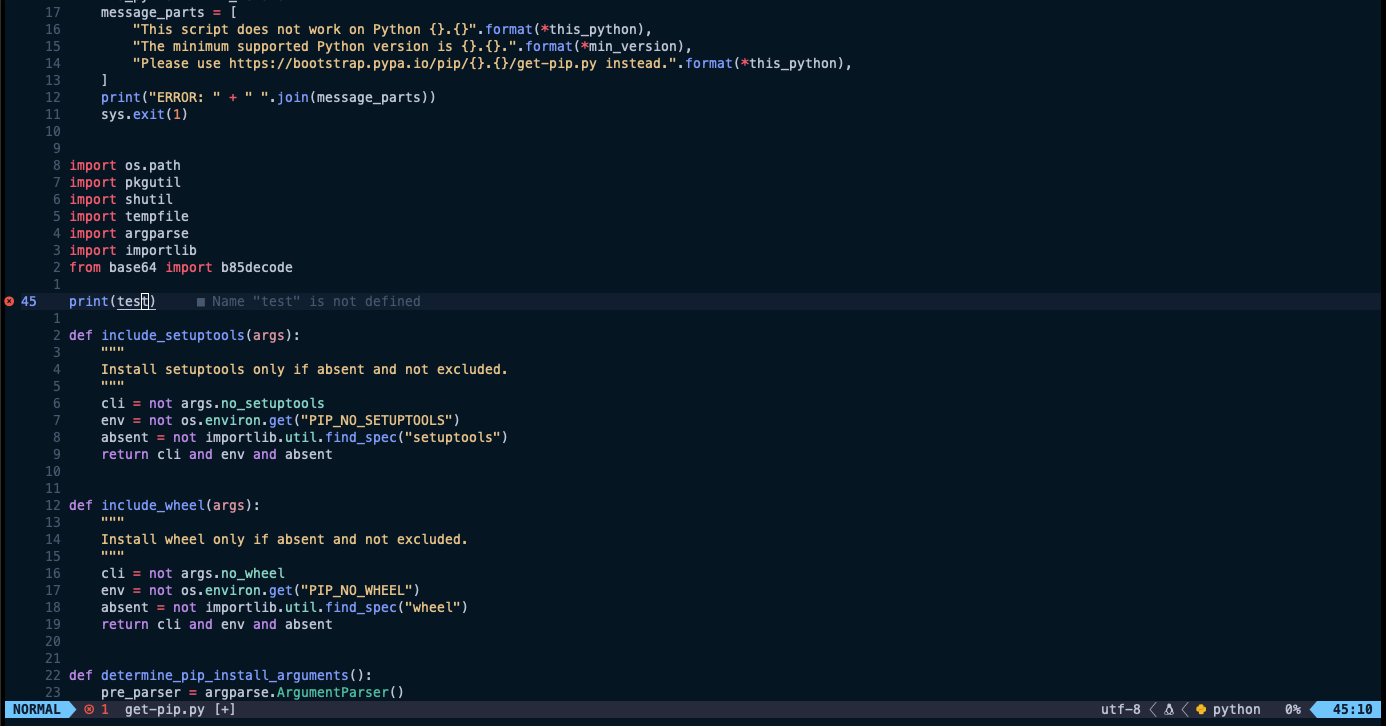 17 message_parts = [
16 "This script does not work on Python {}.{}".format(*this_python),
15 "The minimum supported Python version is {}.{}.".format(*min_version),
14 "Please use https://bootstrap.pypa.io/pip/{}.{}/get-pip.py instead.".format(*this_python),
13 ]
12 print("ERROR: " + " ".join(message_parts))
11 sys.exit(1)
10
9
8 import os.path
7 import pkgutil
6 import shutil
5 import tempfile
4 import argparse
3 import importlib
2 from base64 import b85decode
1
45 print(test) ■ Name "test" is not defined
1
2 def include_setuptools(args):
3 """
4 Install setuptools only if absent and not excluded.
5 """
6 cli = not args.no_setuptools
7 env = not os.environ.get("PIP_NO_SETUPTOOLS")
8 absent = not importlib.util.find_spec("setuptools")
9 return cli and env and absent
10
11
12 def include_wheel(args):
13 """
14 Install wheel only if absent and not excluded.
15 """
16 cli = not args.no_wheel
17 env = not os.environ.get("PIP_NO_WHEEL")
18 absent = not importlib.util.find_spec("wheel")
19 return cli and env and absent
20
21
22 def determine_pip_install_arguments():
23 pre_parser = argparse.ArgumentParser()
NORMAL 1 get-pip.py [+] utf-8 python 0% 45:10